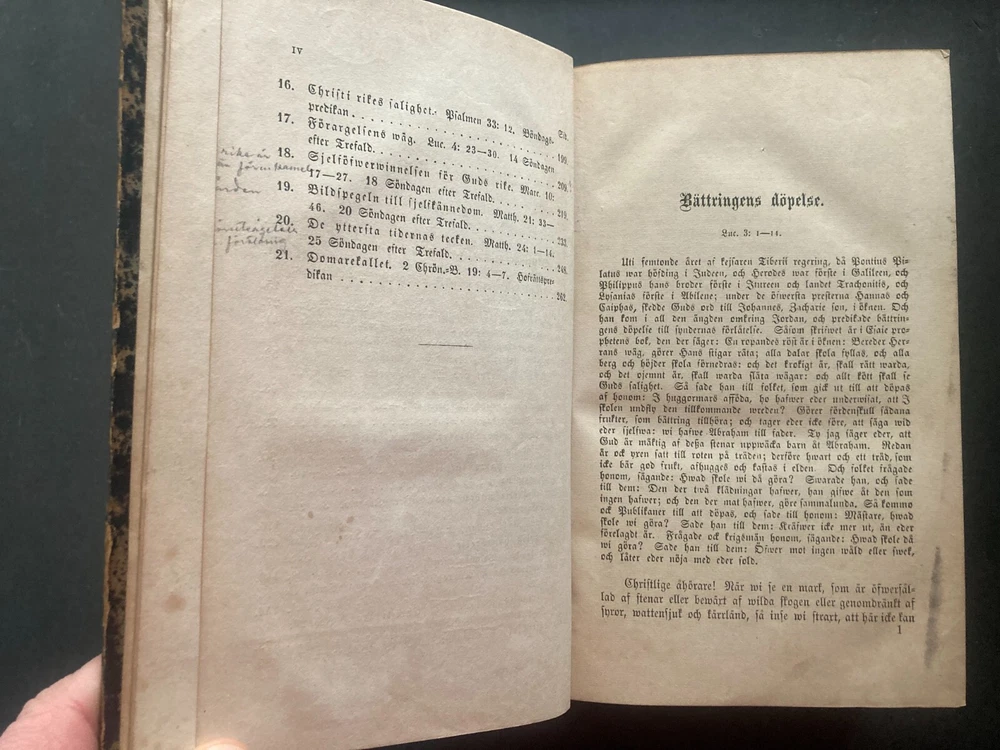 IV
Sid.
16. Christi rikes salighet. Psalmen 33: 12. Böndags-
predikan . . . . . . . . . . . . . . . . . . 190.
17. Förargelsens wäg. Luc. 4: 23—30. 14 Söndagen
efter Trefald. . . . . . . . . . . . . . . . . . 206.
18. Sjelföfwerwinnelsen för Guds rike. Marc. 10:
17—27. 18 Söndagen efter Trefald. . . . . . . 219.
19. Bildspegeln till sjelfkännedom. Matth. 21: 33—
46. 20 Söndagen efter Trefald. . . . . . . . . 233.
20. De yttersta tidernas tecken. Matth. 24: 1—14.
25 Söndagen efter Trefald. . . . . . . . . . . 248.
21. Domarekallet. 2 Chrön.-B. 19: 4—7. Hofrättspre-
dikan . . . . . . . . . . . . . . . . . . . 262.
rike är
förening
Bättringens döpelse.
Luc. 3: 1—14.
Uti femtonde året af kejsaren Tiberii regering, då Pontius Pi-
latus war höfding i Judeen, och Herodes war förste i Galileen, och
Philippus hans broder förste i Itureen och landet Trachonitis, och
Lysanias förste i Abilene; under de öfwersta presterna Hannas och
Caiphas, skedde Guds ord till Johannes, Zacharie son, i öknen. Och
han kom i all den ängden omkring Jordan, och predikade bättrin-
gens döpelse till syndernas förlåtelse. Såsom skrifwet är i Esaie pro-
phetens bok, den der säger: En ropandes röst är i öknen: Bereder Her-
rans wäg, görer Hans stigar räta; alla dalar skola fyllas, och alla
berg och höjder skola förnedras: och det krokigt är, skall rätt warda,
och det ojemnt är, skall warda släta wägar: och allt kött skall se
Guds salighet. Så sade han till folket, som gick ut till att döpas
af honom: I huggormars afföda, ho hafwer eder underwisat, att I
skolen undfly den tillkommande wreden? Görer fördenskull sådana
frukter, som bättring tillhöra; och tager eder icke före, att säga wid
eder sjelfwa: wi hafwe Abraham till fader. Ty jag säger eder, att
Gud är mäktig af dessa stenar uppwäcka barn åt Abraham. Redan
är ock yxen satt till roten på träden; derföre hwart och ett träd, som
icke bär god frukt, afhugges och kastas i elden. Och folket frågade
honom, sägande: Hwad skole wi då göra? Swarade han, och sade
till dem: Den der twå klädningar hafwer, han gifwe åt den som
ingen hafwer; och den der mat hafwer, göre sammalunda. Så kommo
ock Publikaner till att döpas, och sade till honom: Mästare, hwad
skole wi göra? Sade han till dem: Kräfwer icke mer ut, än eder
förelagdt är. Frågade ock krigsmän honom, sägande: Hwad skole då
wi göra? Sade han till dem: Öfwer mot ingen wåld eller swek,
och låter eder nöja med eder sold.
Christlige åhörare! När wi se en mark, som är öfwersål-
lad af stenar eller bewäxt af wilda skogen eller genomdränkt af
syror, wattensjuk och kärrländ, så inse wi straxt, att här icke kan
1